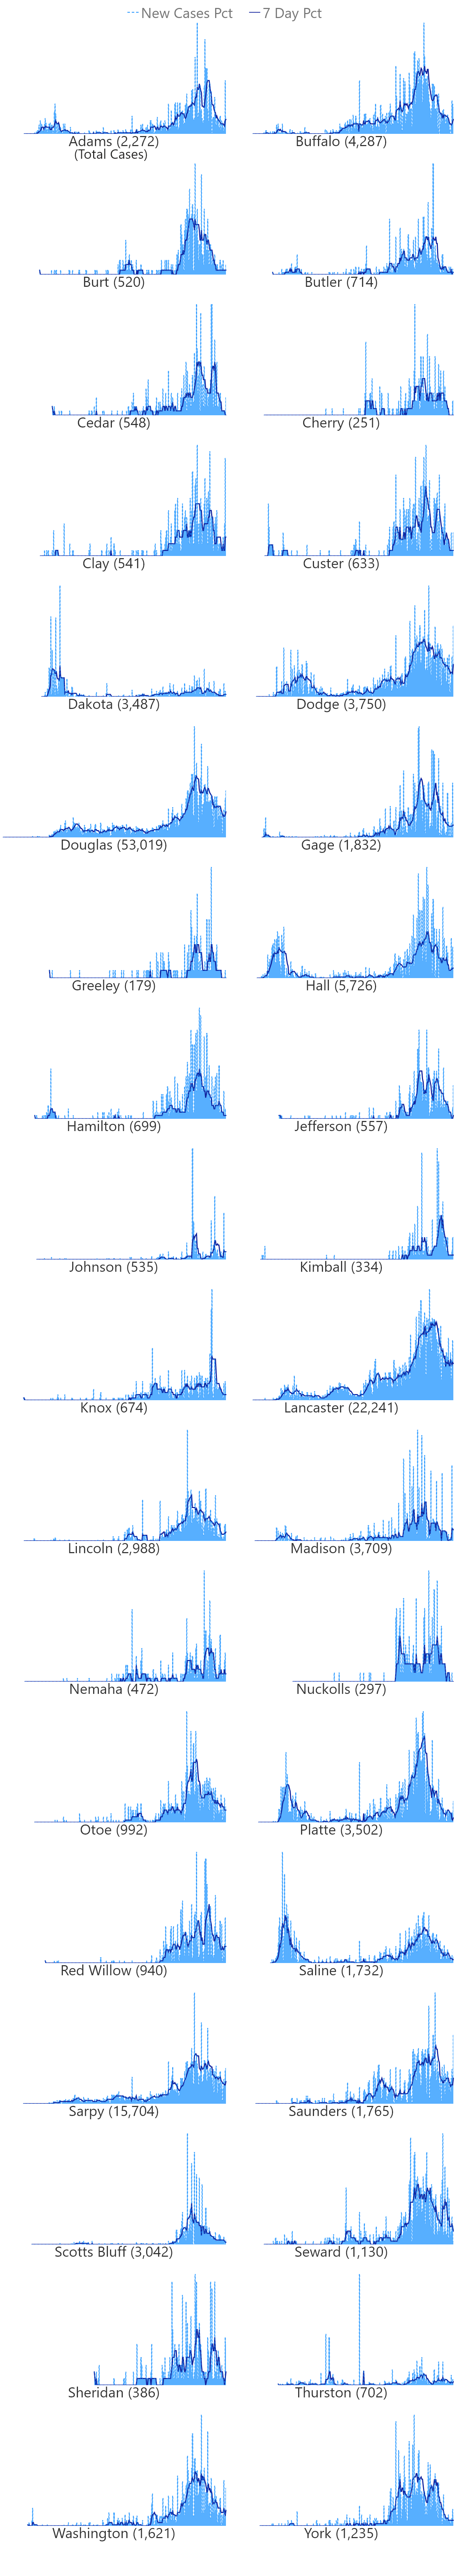 New Cases Pct 7 Day Pct
Adams (2,272) Buffalo (4,287)
(Total Cases)
Burt (520) Butler (714)
Cedar (548) Cherry (251)
Clay (541) Custer (633)
Dakota (3,487) Dodge (3,750)
Douglas (53,019) Gage (1,832)
Greeley (179) Hall (5,726)
Hamilton (699) Jefferson (557)
Johnson (535) Kimball (334)
Knox (674) Lancaster (22,241)
Lincoln (2,988) Madison (3,709)
Nemaha (472) Nuckolls (297)
Otoe (992) Platte (3,502)
Red Willow (940) Saline (1,732)
Sarpy (15,704) Saunders (1,765)
Scotts Bluff (3,042) Seward (1,130)
Sheridan (386) Thurston (702)
Washington (1,621) York (1,235)